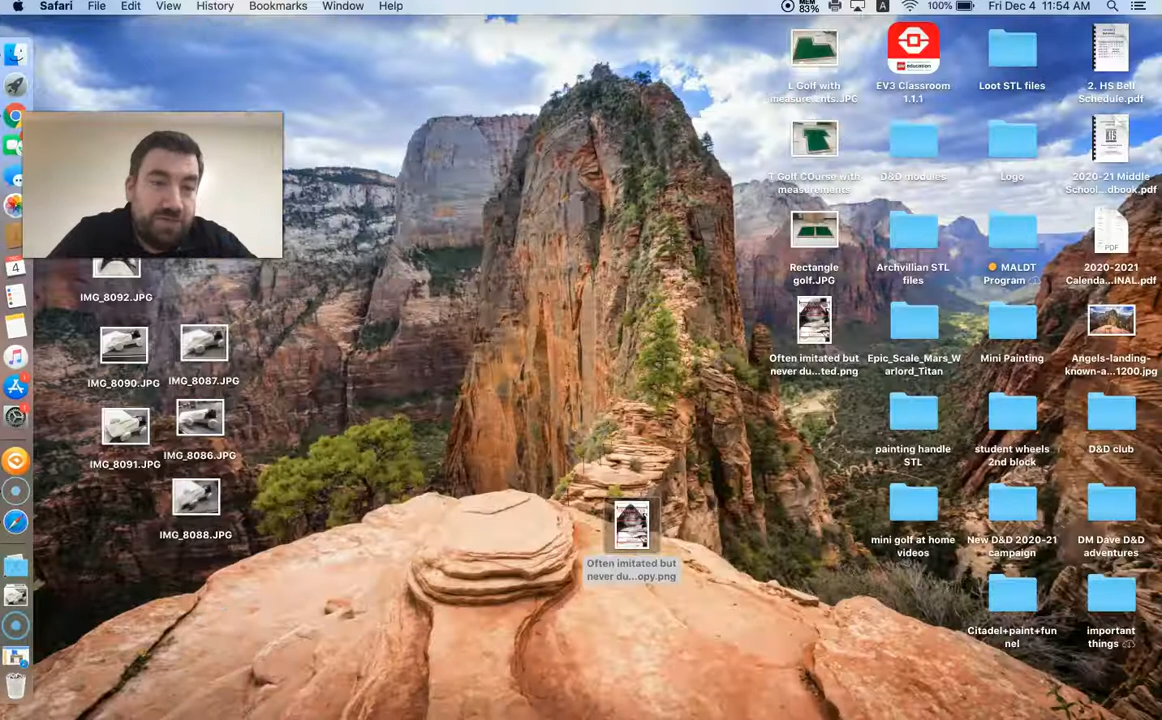 Safari File Edit View History Bookmarks Window Help
MEM
83%
A
100%
Fri Dec 4 11:54 AM
L Golf with
measurements.JPG
EV3 Classroom
1.1.1
Loot STL files
2. HS Bell
Schedule.pdf
T Golf COurse with
measurements
D&D modules
Logo
2020-21 Middle
School...dbook.pdf
Rectangle
golf.JPG
Archvillian STL
files
MALDT
Program
2020-2021
Calenda...INAL.pdf
PDF
Often imitated but
never du...ted.png
Epic_Scale_Mars_W
arlord_Titan
Mini Painting
Angels-landing-
known-a...1200.jpg
painting handle
STL
student wheels
2nd block
D&D club
mini golf at home
videos
New D&D 2020-21
campaign
DM Dave D&D
adventures
Citadel+paint+fun
nel
important
things
IMG_8092.JPG
IMG_8090.JPG
IMG_8087.JPG
IMG_8091.JPG
IMG_8086.JPG
IMG_8088.JPG
Often imitated but
never du...opy.png
4
education